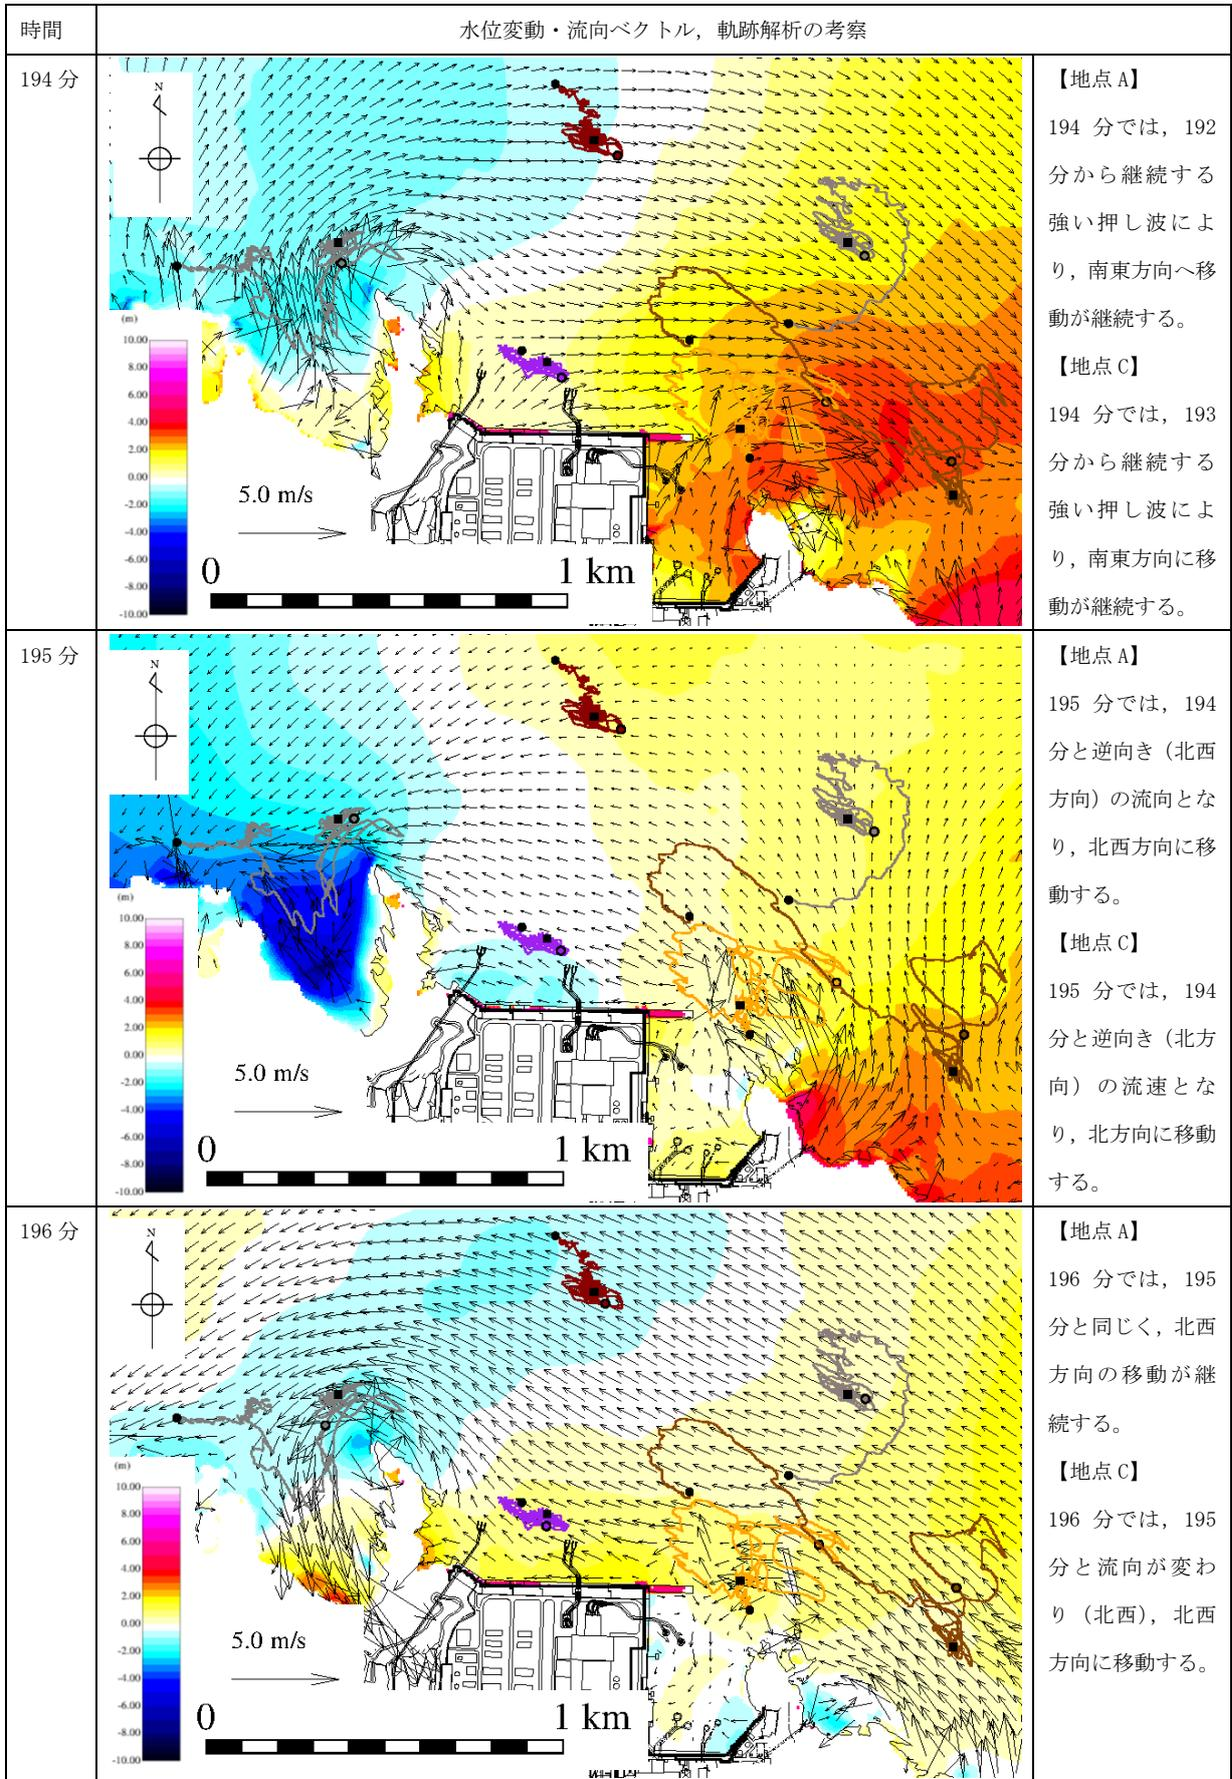 時間
水位変動・流向ベクトル，軌跡解析の考察
194 分
N
(m)
10.00
8.00
6.00
4.00
2.00
0.00
-2.00
-4.00
-6.00
-8.00
-10.00
5.0 m/s
0
1 km
【地点 A】
194 分では，192
分から継続する
強い押し波によ
り，南東方向へ移
動が継続する。
【地点 C】
194 分では，193
分から継続する
強い押し波によ
り，南東方向に移
動が継続する。
195 分
N
(m)
10.00
8.00
6.00
4.00
2.00
0.00
-2.00
-4.00
-6.00
-8.00
-10.00
5.0 m/s
0
1 km
【地点 A】
195 分では，194
分と逆向き（北西
方向）の流向とな
り，北西方向に移
動する。
【地点 C】
195 分では，194
分と逆向き（北方
向）の流速とな
り，北方向に移動
する。
196 分
N
(m)
10.00
8.00
6.00
4.00
2.00
0.00
-2.00
-4.00
-6.00
-8.00
-10.00
5.0 m/s
0
1 km
【地点 A】
196 分では，195
分と同じく，北西
方向の移動が継
続する。
【地点 C】
196 分では，195
分と流向が変わ
り（北西），北西
方向に移動する。